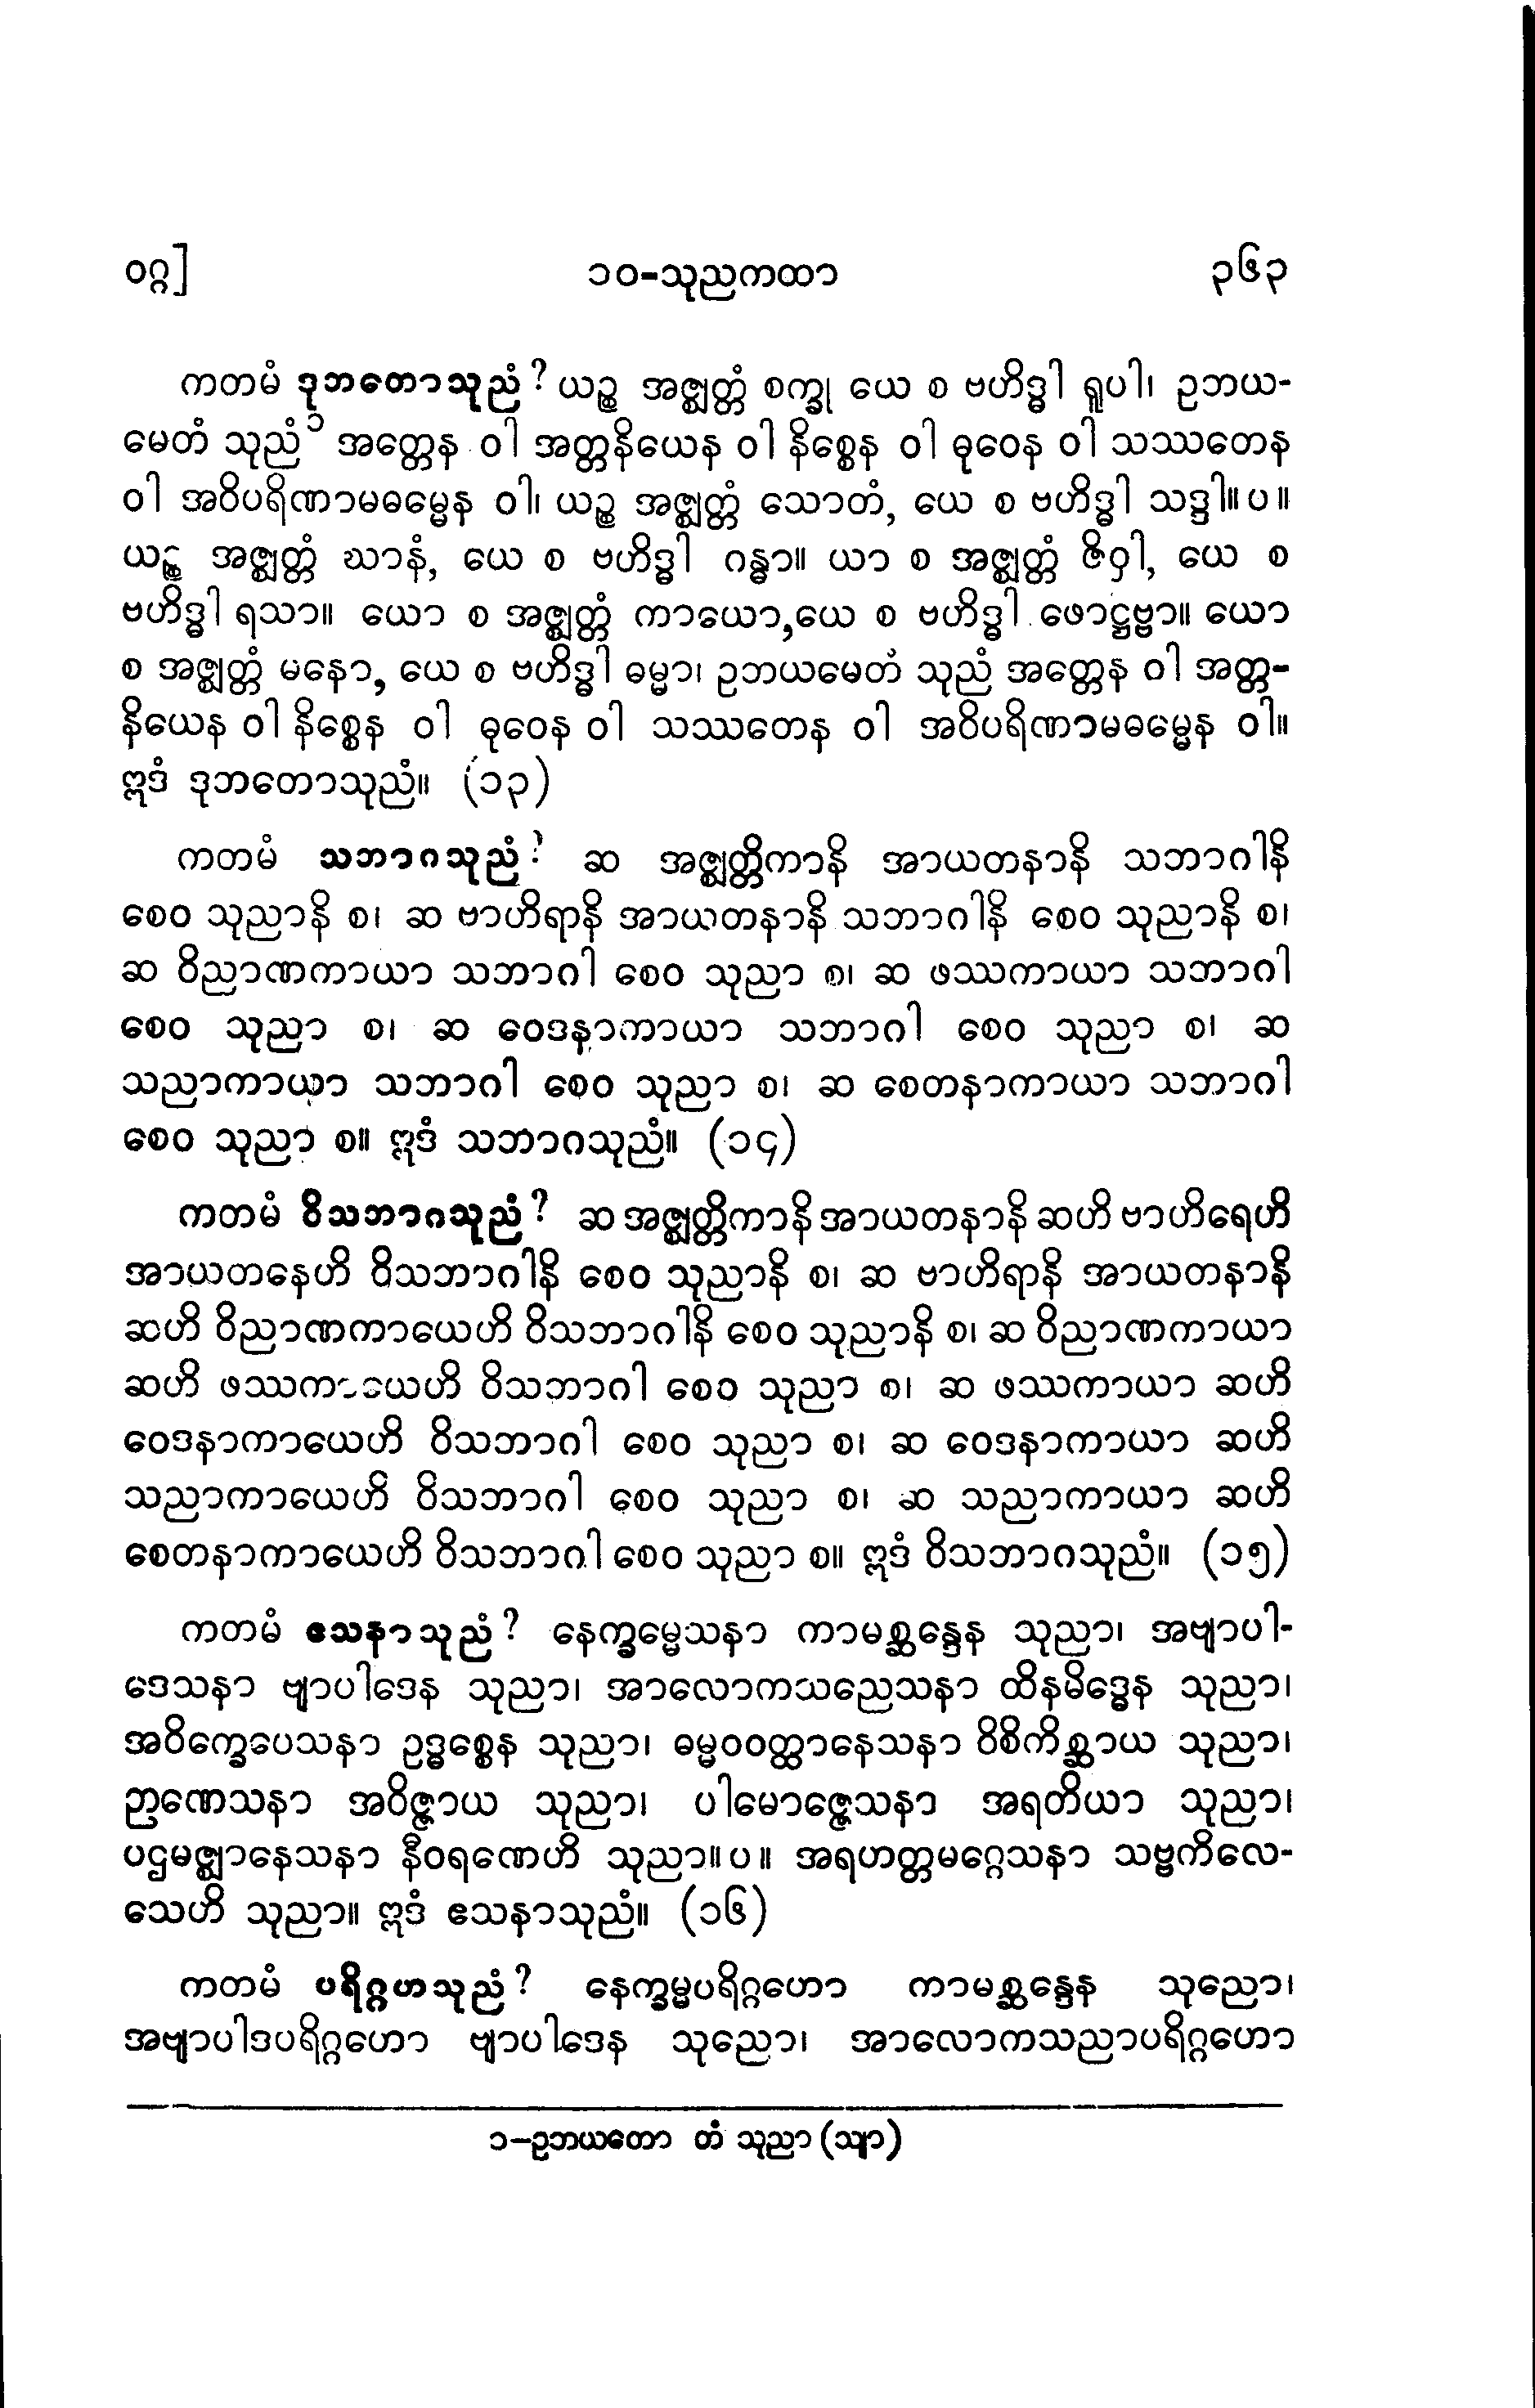 ဝဂ္ဂ] ၁၀-သုညကထာ ၃၆၃
ကတမံ ဒုဘတောသုညံ? ယဉ္စ အဇ္ဈတ္တံ စက္ခု ယေ စ ဗဟိဒ္ဓါ ရူပါ၊ ဥဘယ-
မေတံ သုညံ ၁ အတ္တေန ဝါ အတ္တနိယေန ဝါ နိစ္စေန ဝါ ဓုဝေန ဝါ သဿတေန
ဝါ အဝိပရိဏာမဓမ္မေန ဝါ၊ ယဉ္စ အဇ္ဈတ္တံ သောတံ, ယေ စ ဗဟိဒ္ဓါ သဒ္ဒါ။ပ။
ယဉ္စ အဇ္ဈတ္တံ ဃာနံ, ယေ စ ဗဟိဒ္ဓါ ဂန္ဓာ။ ယာ စ အဇ္ဈတ္တံ ဇိဝှါ, ယေ စ
ဗဟိဒ္ဓါ ရသာ။ ယော စ အဇ္ဈတ္တံ ကာယော,ယေ စ ဗဟိဒ္ဓါ ဖောဋ္ဌဗ္ဗာ။ ယော
စ အဇ္ဈတ္တံ မနော, ယေ စ ဗဟိဒ္ဓါ ဓမ္မာ၊ ဥဘယမေတံ သုညံ အတ္တေန ဝါ အတ္တ-
နိယေန ဝါ နိစ္စေန ဝါ ဓုဝေန ဝါ သဿတေန ဝါ အဝိပရိဏာမဓမ္မေန ဝါ။
ဣဒံ ဒုဘတောသုညံ။ (၁၃)
ကတမံ သဘာဂသုညံ? ဆ အဇ္ဈတ္တိကာနိ အာယတနာနိ သဘာဂါနိ
စေဝ သုညာနိ စ၊ ဆ ဗာဟိရာနိ အာယတနာနိ သဘာဂါနိ စေဝ သုညာနိ စ၊
ဆ ဝိညာဏကာယာ သဘာဂါ စေဝ သုညာ စ၊ ဆ ဖဿကာယာ သဘာဂါ
စေဝ သုညာ စ၊ ဆ ဝေဒနာကာယာ သဘာဂါ စေဝ သုညာ စ၊ ဆ
သညာကာယာ သဘာဂါ စေဝ သုညာ စ၊ ဆ စေတနာကာယာ သဘာဂါ
စေဝ သုညာ စ။ ဣဒံ သဘာဂသုညံ။ (၁၄)
ကတမံ ဝိသဘာဂသုညံ? ဆ အဇ္ဈတ္တိကာနိ အာယတနာနိ ဆဟိ ဗာဟိရေဟိ
အာယတနေဟိ ဝိသဘာဂါနိ စေဝ သုညာနိ စ၊ ဆ ဗာဟိရာနိ အာယတနာနိ
ဆဟိ ဝိညာဏကာယေဟိ ဝိသဘာဂါနိ စေဝ သုညာနိ စ၊ ဆ ဝိညာဏကာယာ
ဆဟိ ဖဿကာယေဟိ ဝိသဘာဂါ စေဝ သုညာ စ၊ ဆ ဖဿကာယာ ဆဟိ
ဝေဒနာကာယေဟိ ဝိသဘာဂါ စေဝ သုညာ စ၊ ဆ ဝေဒနာကာယာ ဆဟိ
သညာကာယေဟိ ဝိသဘာဂါ စေဝ သုညာ စ၊ ဆ သညာကာယာ ဆဟိ
စေတနာကာယေဟိ ဝိသဘာဂါ စေဝ သုညာ စ။ ဣဒံ ဝိသဘာဂသုညံ။ (၁၅)
ကတမံ ဧသနာသုညံ? နေက္ခမ္မေသနာ ကာမစ္ဆန္ဒေန သုညာ၊ အဗျာပါ-
ဒေသနာ ဗျာပါဒေန သုညာ၊ အာလောကသညေသနာ ထိနမိဒ္ဓေန သုညာ၊
အဝိက္ခေပေသနာ ဥဒ္ဓစ္စေန သုညာ၊ ဓမ္မဝဝတ္ထာနေသနာ ဝိစိကိစ္ဆာယ သုညာ၊
ဉာဏေသနာ အဝိဇ္ဇာယ သုညာ၊ ပါမောဇ္ဇေသနာ အရတိယာ သုညာ၊
ပဌမဇ္ဈာနေသနာ နီဝရဏေဟိ သုညာ။ပ။ အရဟတ္တမဂ္ဂေသနာ သဗ္ဗကိလေ-
သေဟိ သုညာ။ ဣဒံ ဧသနာသုညံ။ (၁၆)
ကတမံ ပရိဂ္ဂဟသုညံ? နေက္ခမ္မပရိဂ္ဂဟော ကာမစ္ဆန္ဒေန သုညော၊
အဗျာပါဒပရိဂ္ဂဟော ဗျာပါဒေန သုညော၊ အာလောကသညာပရိဂ္ဂဟော
၁-ဥဘယတော တံ သုညာ (သျာ)